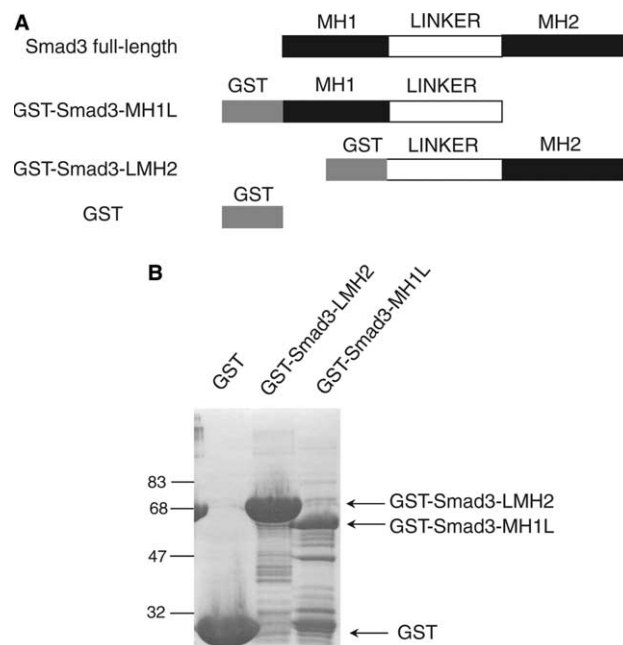 A
MH1 LINKER MH2
Smad3 full-length
GST MH1 LINKER
GST-Smad3-MH1L
GST LINKER MH2
GST-Smad3-LMH2
GST
GST
B
GST
GST-Smad3-LMH2
GST-Smad3-MH1L
83
68
47
32
GST-Smad3-LMH2
GST-Smad3-MH1L
GST